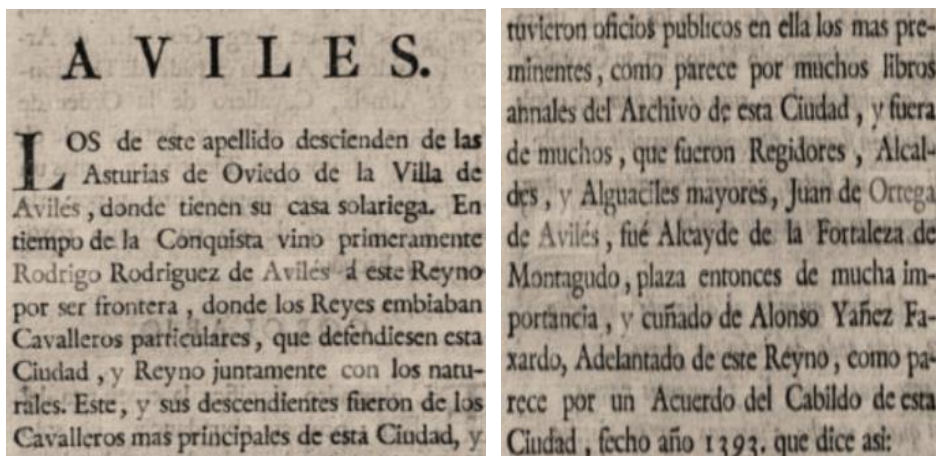 AVILES.
LOS de este apellido descienden de las
Asturias de Oviedo de la Villa de
Avilés, donde tienen su casa solariega. En
tiempo de la Conquista vino primeramente
Rodrigo Rodriguez de Avilés á este Reyno
por ser frontera, donde los Reyes embiaban
Cavalleros particulares, que defendiesen esta
Ciudad, y Reyno juntamente con los natu-
rales. Este, y sus descendientes fueron de los
Cavalleros mas principales de esta Ciudad, y
tuvieron oficios publicos en ella los mas pre-
minentes, como parece por muchos libros
annales del Archivo de esta Ciudad, y fuera
de muchos, que fueron Regidores, Alcal-
des, y Alguaciles mayores, Juan de Ortega
de Avilés, fué Alcayde de la Fortaleza de
Montagudo, plaza entonces de mucha im-
portancia, y cuñado de Alonso Yañez Fa-
xardo, Adelantado de este Reyno, como pa-
rece por un Acuerdo del Cabildo de esta
Ciudad, fecho año 1393. que dice asi: